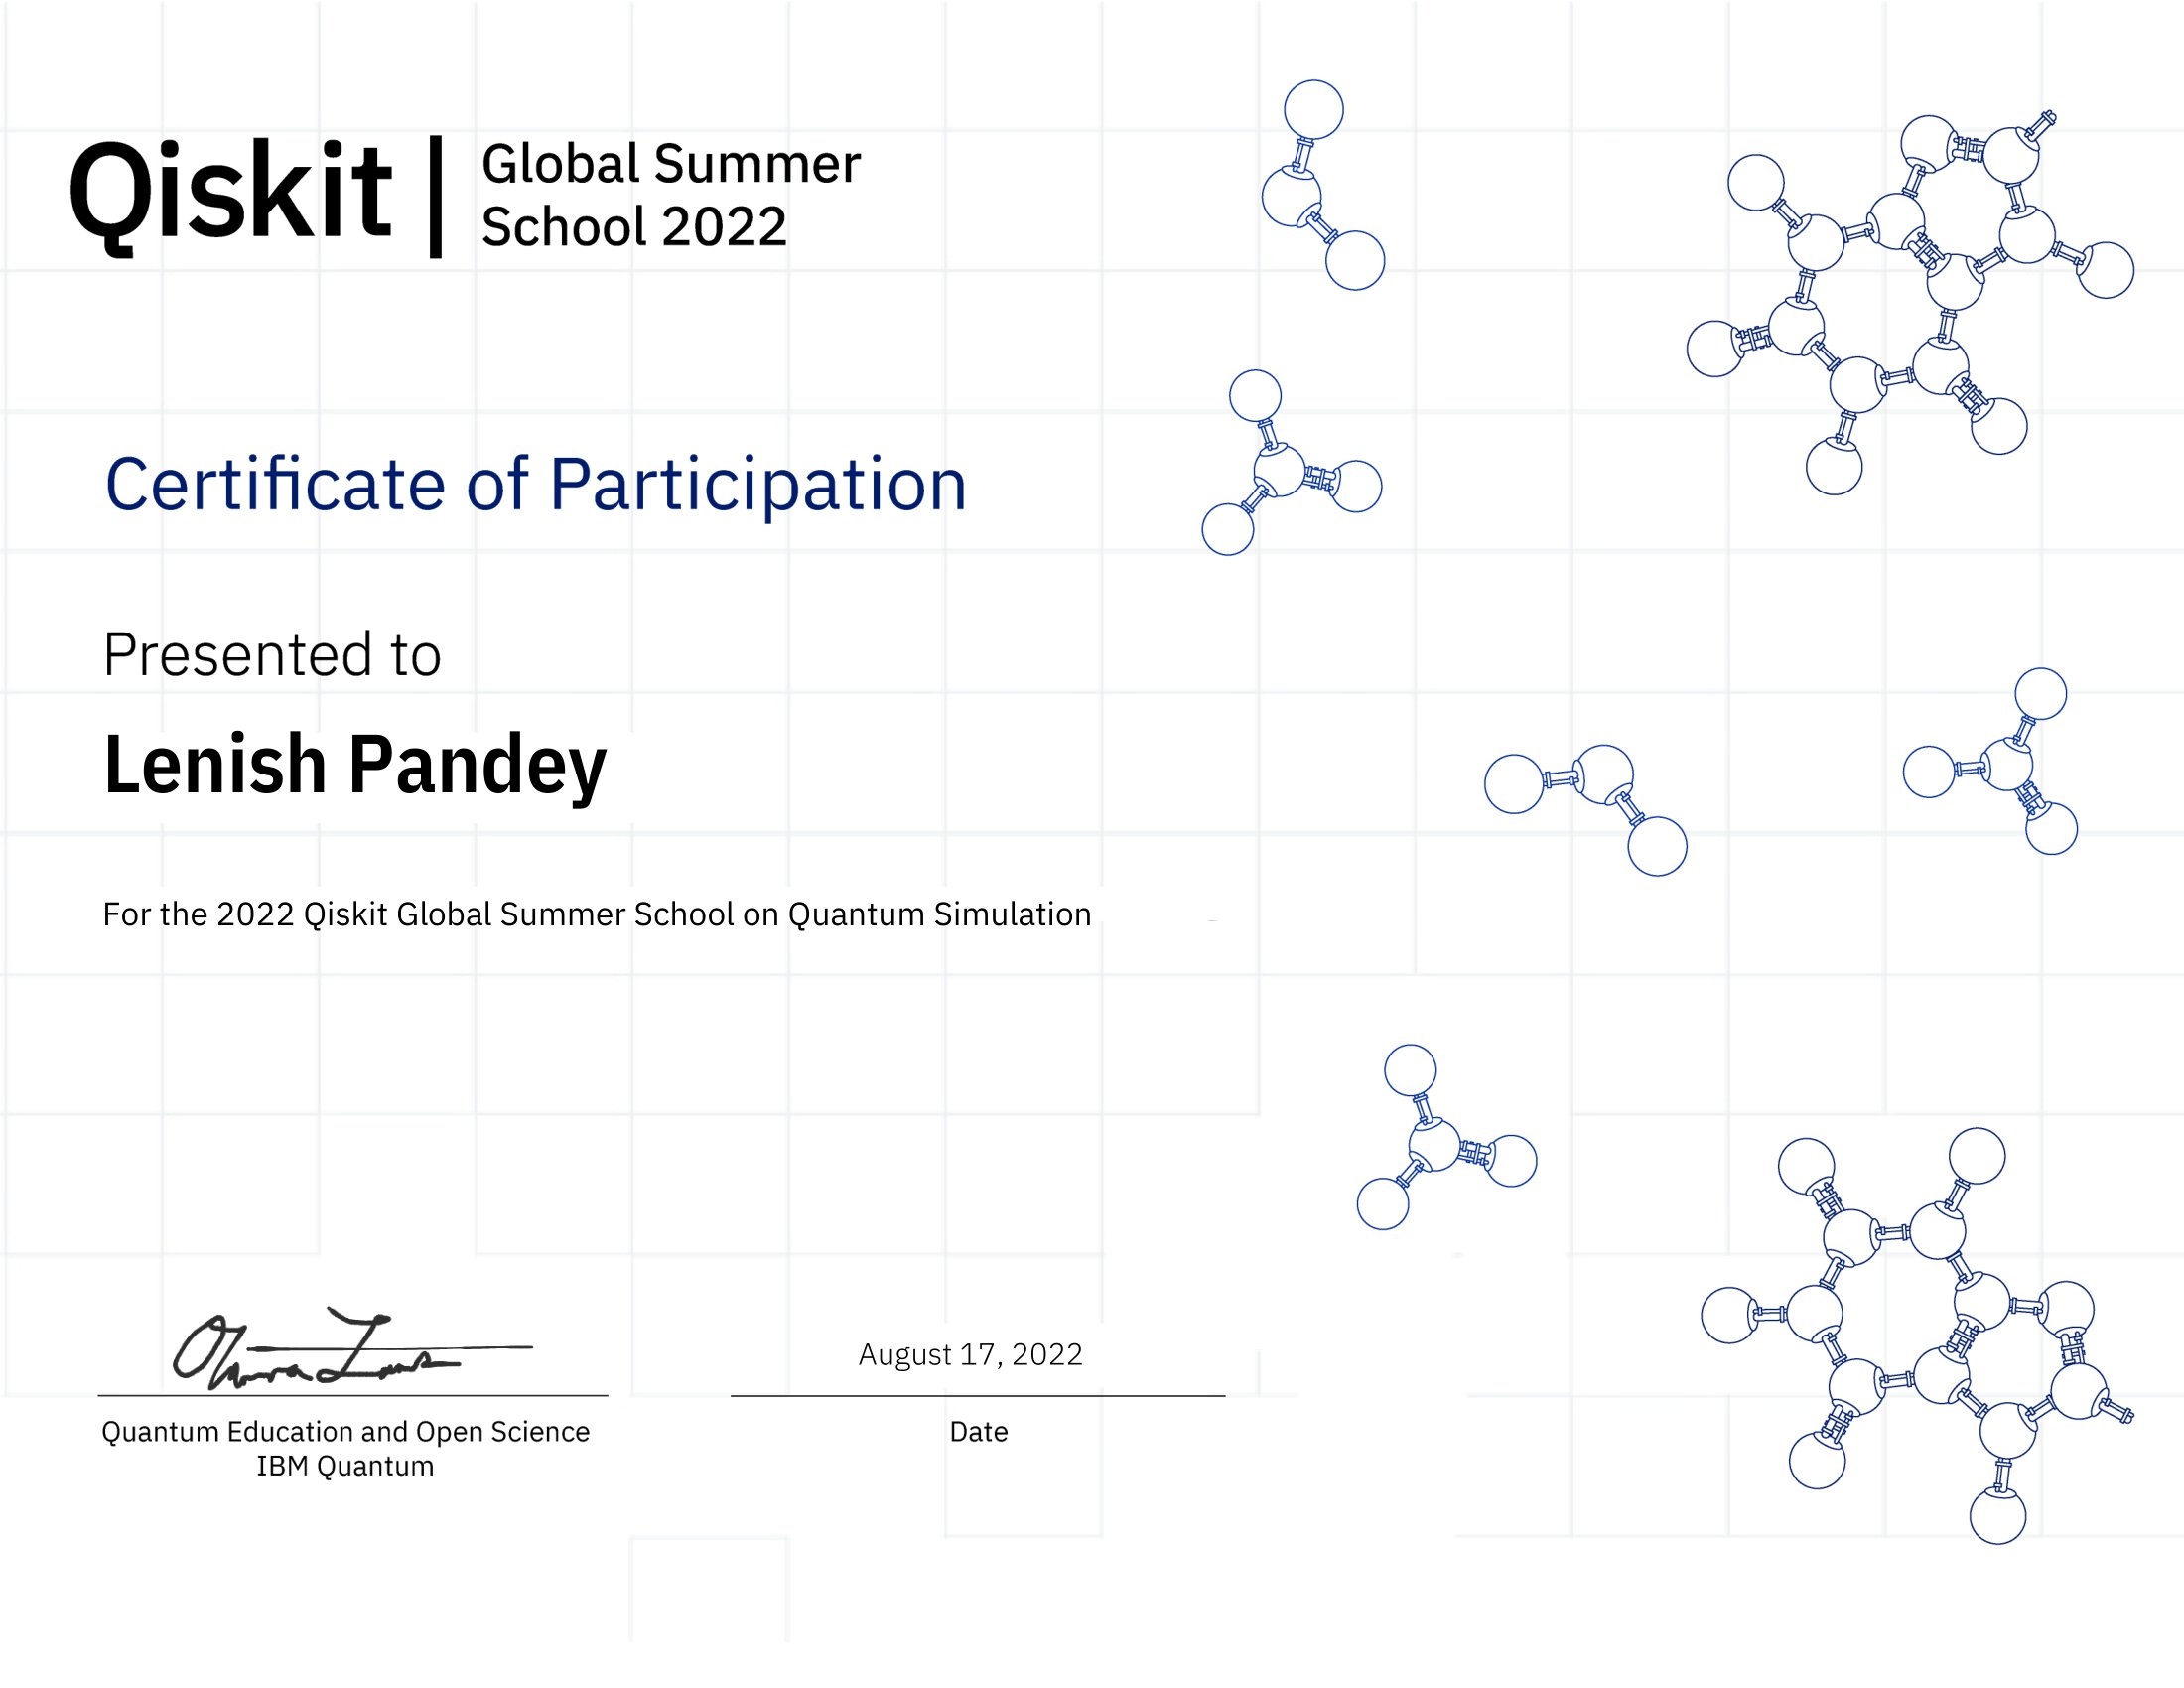 Qiskit
Global Summer
School 2022
Certificate of Participation
Presented to
Lenish Pandey
For the 2022 Qiskit Global Summer School on Quantum Simulation
August 17, 2022
Quantum Education and Open Science
IBM Quantum
Date